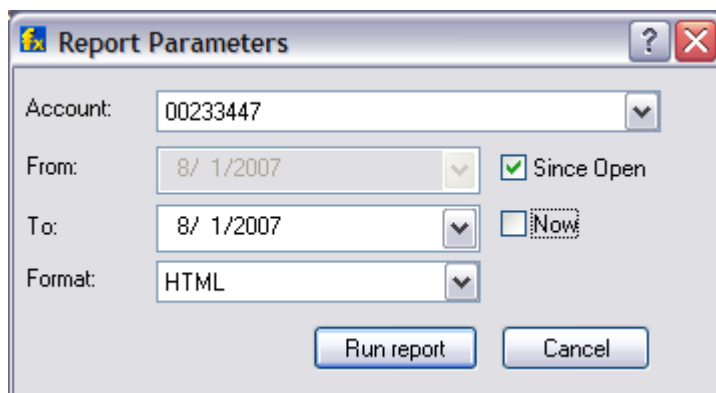 fx Report Parameters ?
Account: 00233447
From: 8/ 1/2007 Since Open
To: 8/ 1/2007 Now
Format: HTML
Run report Cancel